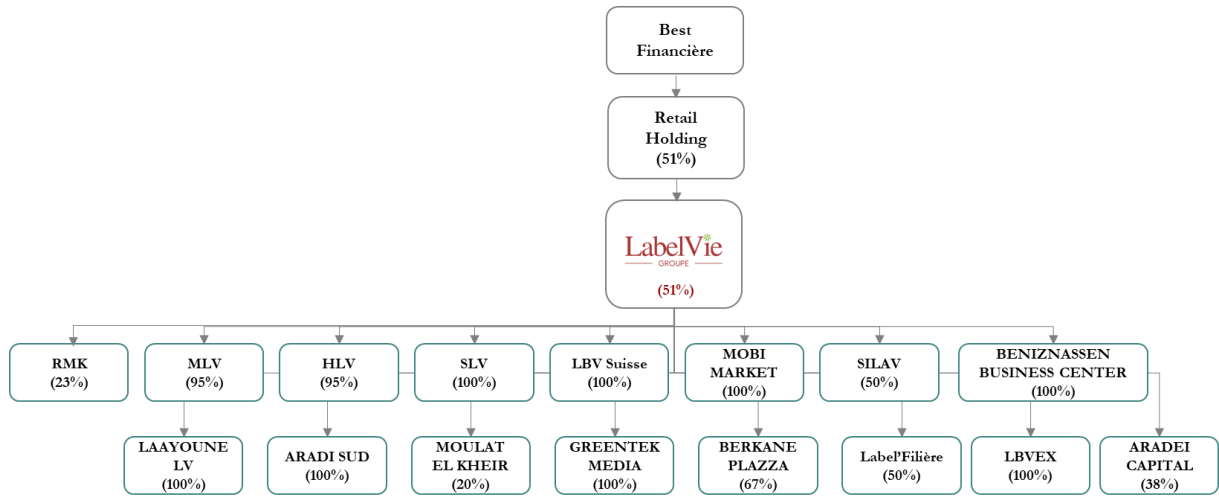 Best
Financière
Retail
Holding
(51%)
LabelVie
GROUPE
(51%)
RMK
(23%)
MLV
(95%)
HLV
(95%)
SLV
(100%)
LBV Suisse
(100%)
MOBI
MARKET
(100%)
SILAV
(50%)
BENIZNASSEN
BUSINESS CENTER
(100%)
LAAYOUNE
LV
(100%)
ARADI SUD
(100%)
MOULAT
EL KHEIR
(20%)
GREENTEK
MEDIA
(100%)
BERKANE
PLAZZA
(67%)
Label'Filière
(50%)
LBVEX
(100%)
ARADEI
CAPITAL
(38%)